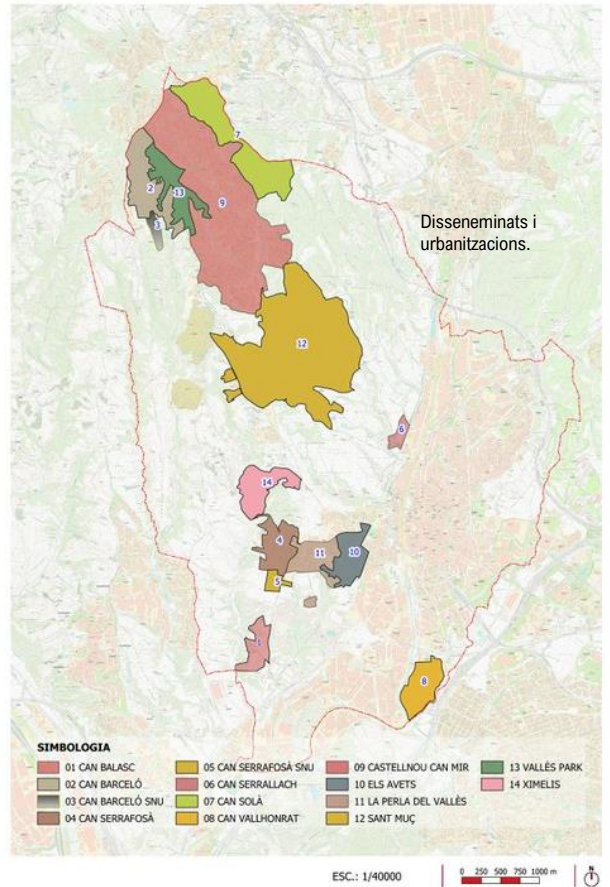 7
2
13
3
9
Disseneminats i
urbanitzacions.
12
6
14
4
11
10
5
1
8
SIMBOLOGIA
01 CAN BALASC
02 CAN BARCELÓ
03 CAN BARCELÓ SNU
04 CAN SERRAFOSÀ
05 CAN SERRAFOSÀ SNU
06 CAN SERRALLACH
07 CAN SOLÀ
08 CAN VALLHONRAT
09 CASTELLNOU CAN MIR
10 ELS AVETS
11 LA PERLA DEL VALLÈS
12 SANT MUÇ
13 VALLÈS PARK
14 XIMELIS
ESC.: 1/40000
0 250 500 750 1000 m
N